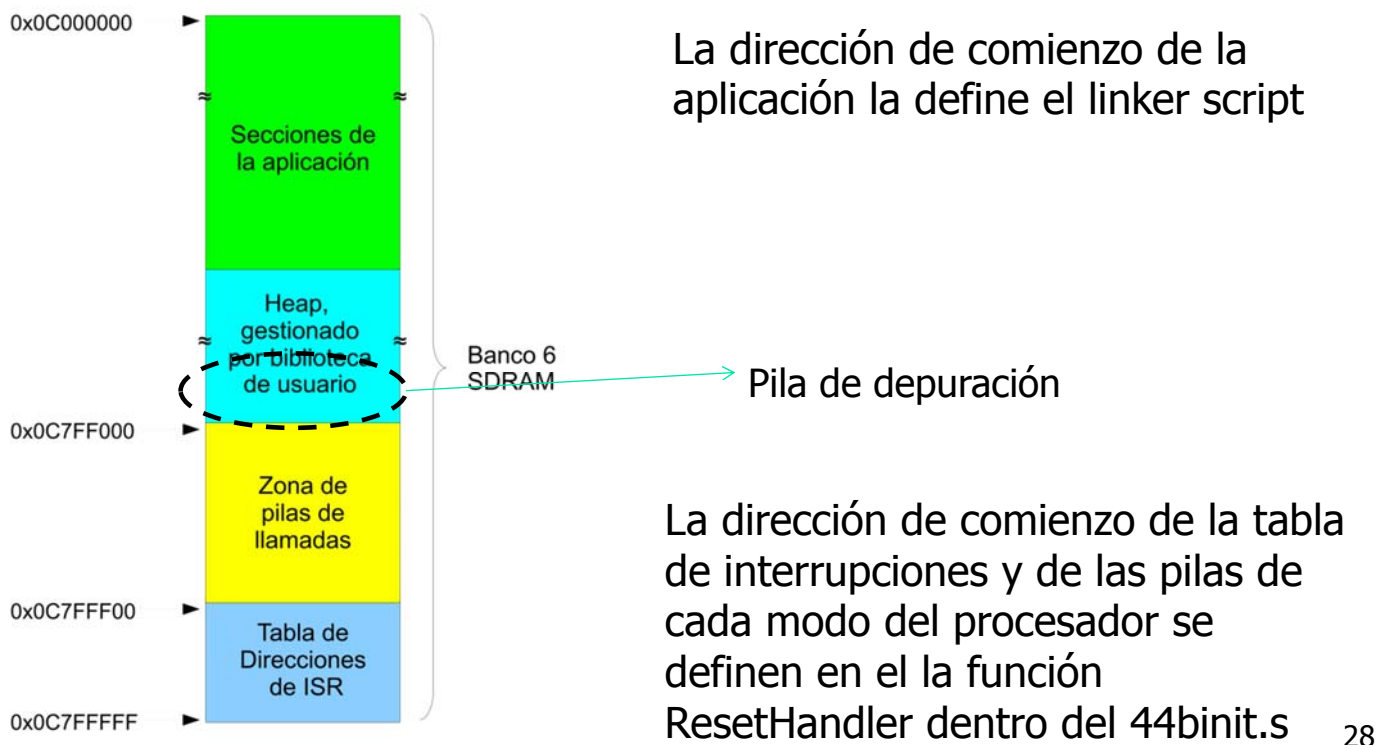 0x0C000000
Secciones de
la aplicación
Heap,
gestionado
por biblioteca
de usuario
0x0C7FF000
Zona de
pilas de
llamadas
0x0C7FFF00
Tabla de
Direcciones
de ISR
0x0C7FFFFF
Banco 6
SDRAM
La dirección de comienzo de la
aplicación la define el linker script
Pila de depuración
La dirección de comienzo de la tabla
de interrupciones y de las pilas de
cada modo del procesador se
definen en el la función
ResetHandler dentro del 44binit.s
28